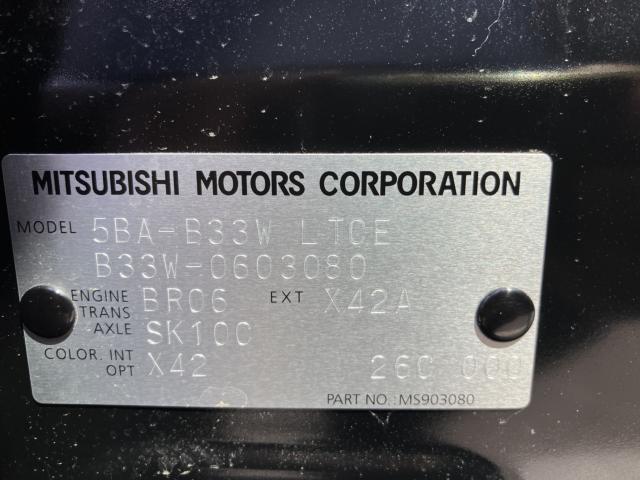 MITSUBISHI MOTORS CORPORATION
MODEL 5BA-B33W LTCE
B33W-0603080
ENGINE BR06 EXT X42A
TRANS AXLE SK10C
COLOR. INT OPT X42 26C 000
PART NO.:MS903080